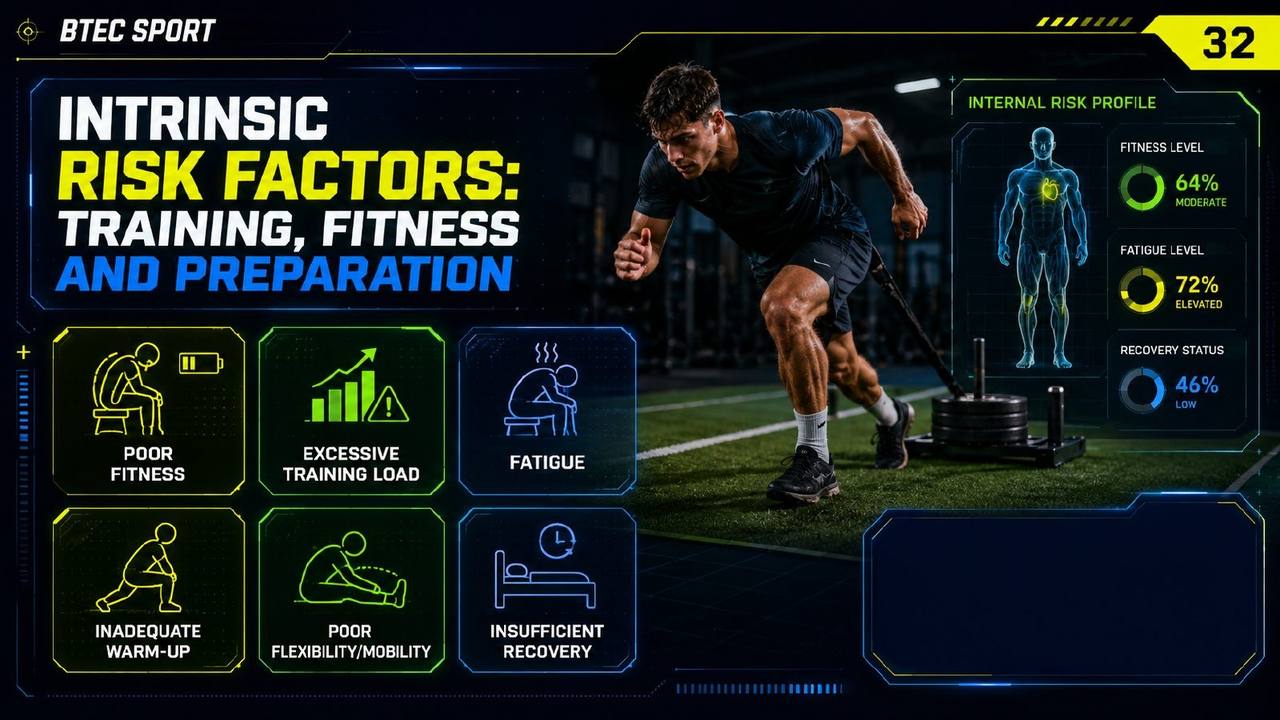 BTEC SPORT
32
INTRINSIC
RISK FACTORS:
TRAINING, FITNESS
AND PREPARATION
INTERNAL RISK PROFILE
FITNESS LEVEL
64%
MODERATE
FATIGUE LEVEL
72%
ELEVATED
RECOVERY STATUS
46%
LOW
POOR
FITNESS
EXCESSIVE
TRAINING LOAD
FATIGUE
INADEQUATE
WARM-UP
POOR
FLEXIBILITY/MOBILITY
INSUFFICIENT
RECOVERY